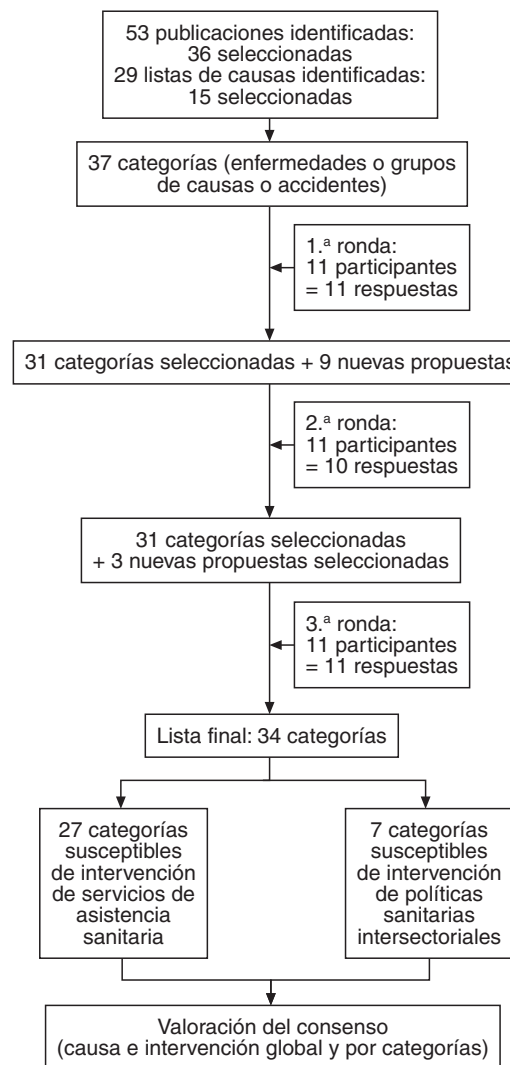 53 publicaciones identificadas:
36 seleccionadas
29 listas de causas identificadas:
15 seleccionadas
37 categorías (enfermedades o grupos
de causas o accidentes)
1.ª ronda:
11 participantes
= 11 respuestas
31 categorías seleccionadas + 9 nuevas propuestas
2.ª ronda:
11 participantes
= 10 respuestas
31 categorías seleccionadas
+ 3 nuevas propuestas seleccionadas
3.ª ronda:
11 participantes
= 11 respuestas
Lista final: 34 categorías
27 categorías
susceptibles
de intervención
de servicios de
asistencia
sanitaria
7 categorías
susceptibles
de intervención
de políticas
sanitarias
intersectoriales
Valoración del consenso
(causa e intervención global y por categorías)